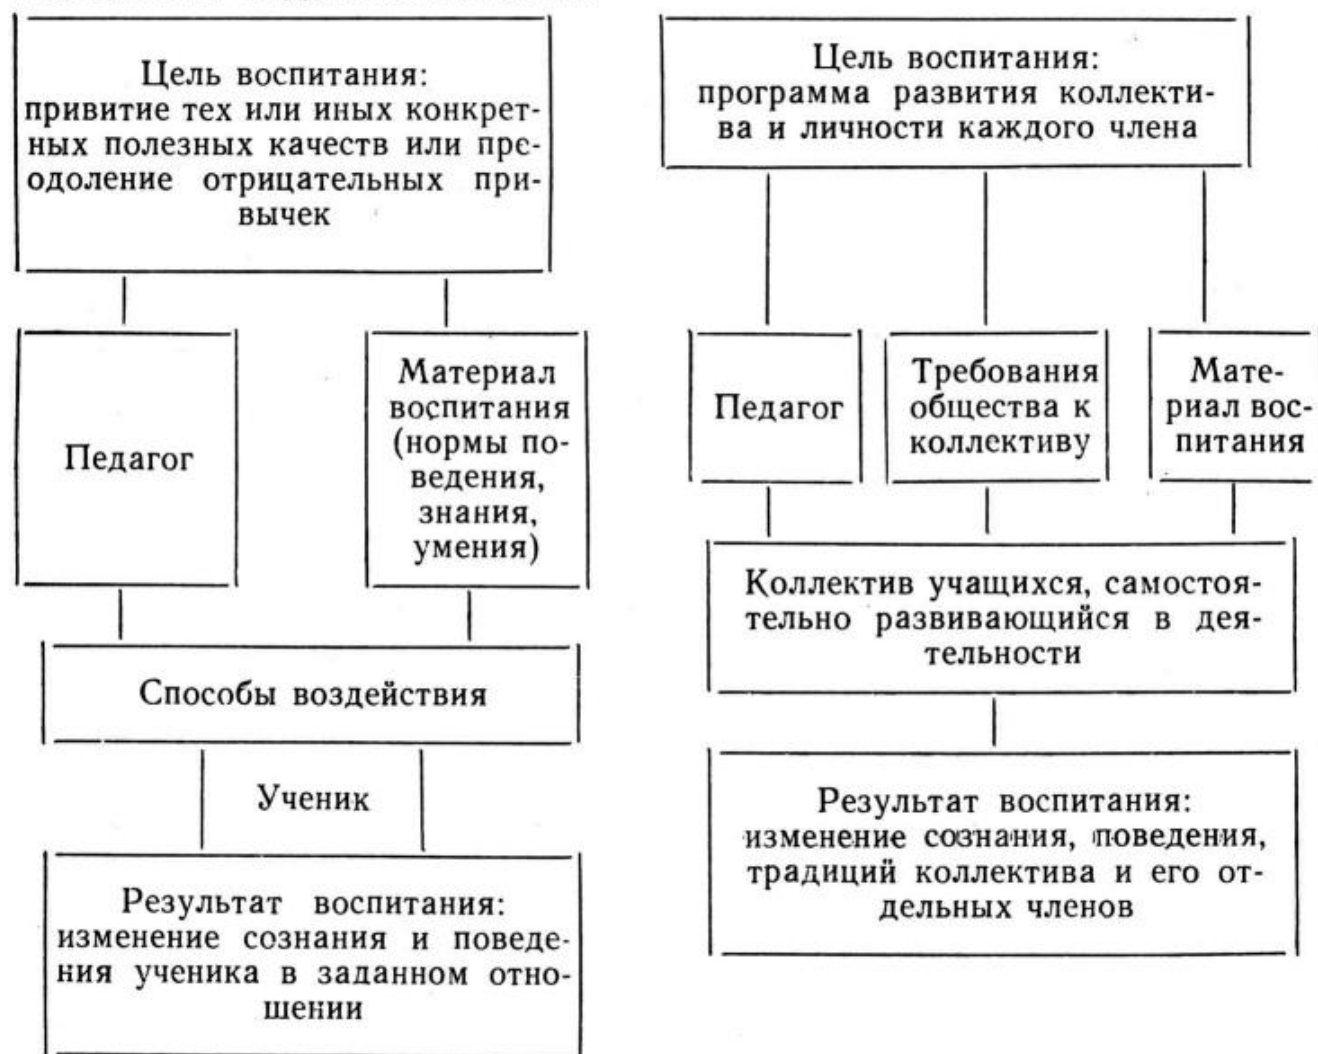 Цель воспитания:
привитие тех или иных конкрет-
ных полезных качеств или пре-
одоление отрицательных при-
вычек
Педагог
Материал
воспитания
(нормы по-
ведения,
знания,
умения)
Способы воздействия
Ученик
Результат воспитания:
изменение сознания и поведе-
ния ученика в заданном отно-
шении
Цель воспитания:
программа развития коллекти-
ва и личности каждого члена
Педагог
Требования
общества к
коллективу
Мате-
риал вос-
питания
Коллектив учащихся, самостоя-
тельно развивающийся в дея-
тельности
Результат воспитания:
изменение сознания, поведения,
традиций коллектива и его от-
дельных членов